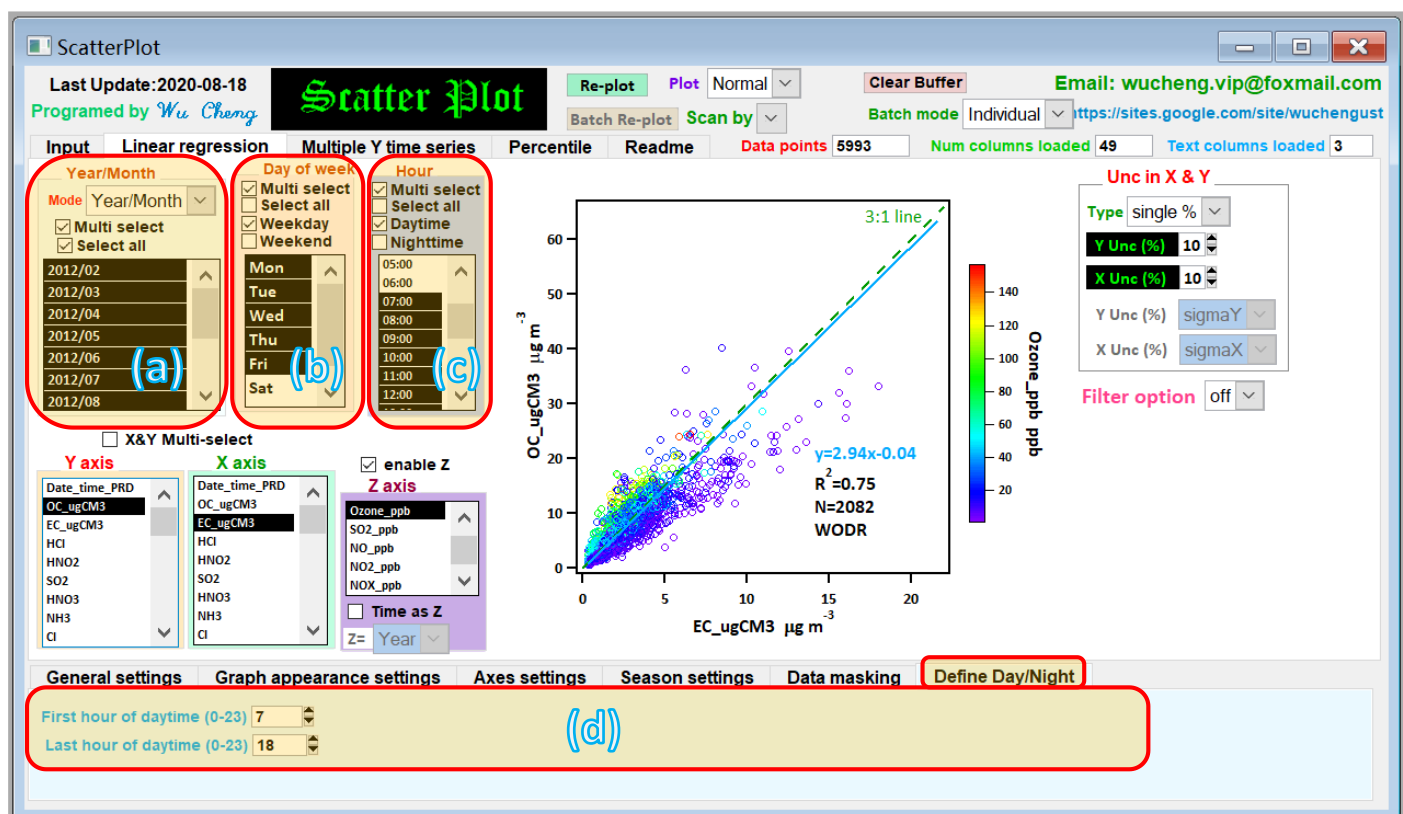 ScatterPlot
Last Update:2020-08-18
Programed by Wu Cheng
Scatter Plot
Re-plot Plot Normal
Clear Buffer
Email: wucheng.vip@foxmail.com
Batch Re-plot Scan by
Batch mode Individual
https://sites.google.com/site/wuchengust
Input Linear regression Multiple Y time series Percentile Readme
Data points 5993 Num columns loaded 49 Text columns loaded 3
Year/Month
Mode Year/Month
Multi select
Select all
2012/02
2012/03
2012/04
2012/05
2012/06
2012/07
2012/08
(a)
Day of week
Multi select
Select all
Weekday
Weekend
Mon
Tue
Wed
Thu
Fri
Sat
(b)
Hour
Multi select
Select all
Daytime
Nighttime
05:00
06:00
07:00
08:00
09:00
10:00
11:00
12:00
(c)
X&Y Multi-select
Y axis
Date_time_PRD
OC_ugCM3
EC_ugCM3
HCl
HNO2
SO2
HNO3
NH3
Cl
X axis
Date_time_PRD
OC_ugCM3
EC_ugCM3
HCl
HNO2
SO2
HNO3
NH3
Cl
enable Z
Z axis
Ozone_ppb
SO2_ppb
NO_ppb
NO2_ppb
NOX_ppb
Time as Z
Z= Year
OC_ugCM3 µg m-3
60
50
40
30
20
10
0
0 5 10 15 20
EC_ugCM3 µg m-3
3:1 line
y=2.94x-0.04
R2=0.75
N=2082
WODR
140
120
100
80
60
40
20
Ozone_ppb ppb
Unc in X & Y
Type single %
Y Unc (%) 10
X Unc (%) 10
Y Unc (%) sigmaY
X Unc (%) sigmaX
Filter option off
General settings Graph appearance settings Axes settings Season settings Data masking Define Day/Night
First hour of daytime (0-23) 7
Last hour of daytime (0-23) 18
(d)